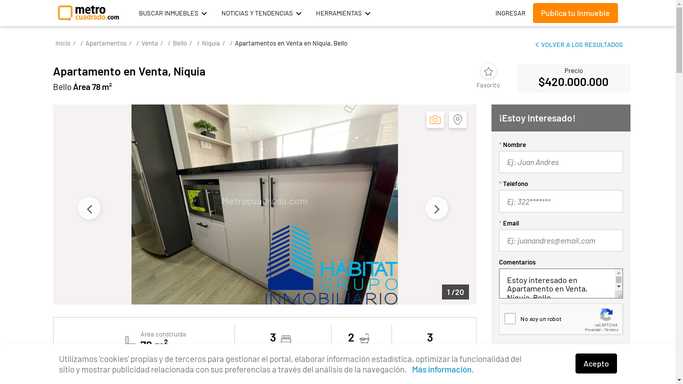 metro
cuadrado.com
BUSCAR INMUEBLES
NOTICIAS Y TENDENCIAS
HERRAMIENTAS
INGRESAR
Publica tu Inmueble
Inicio / / Apartamentos / / Venta / / Bello / / Niquia / / Apartamentos en Venta en Niquia, Bello
VOLVER A LOS RESULTADOS
Apartamento en Venta, Niquia
Bello Area 78 m²
Favorito
Precio
$420.000.000
Metrocuadrado.com
HABITAT
GRUPO
INMOBILIARIO
1 / 20
¡Estoy Interesado!
* Nombre
Ej: Juan Andres
* Telefono
Ej: 322*******
* Email
Ej: juanandres@email.com
Comentarios
Estoy interesado en
Apartamento en Venta,
Niquia, Bello
No soy un robot
reCAPTCHA
Privacidad - Términos
Área construida
78 m²
3
2
3
Utilizamos 'cookies' propias y de terceros para gestionar el portal, elaborar información estadística, optimizar la funcionalidad del
sitio y mostrar publicidad relacionada con sus preferencias a través del análisis de la navegación. Más información.
Acepto